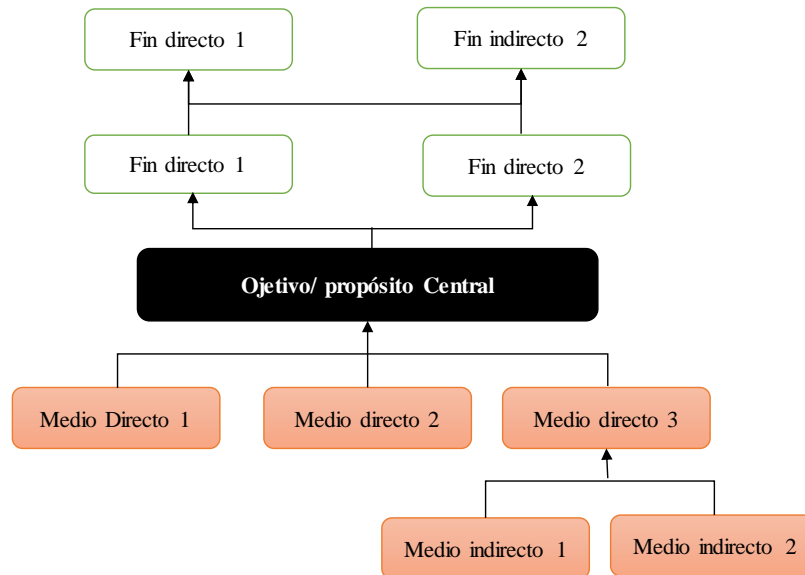 Fin directo 1
Fin indirecto 2
Fin directo 1
Fin directo 2
Ojetivo/ propósito Central
Medio Directo 1
Medio directo 2
Medio directo 3
Medio indirecto 1
Medio indirecto 2